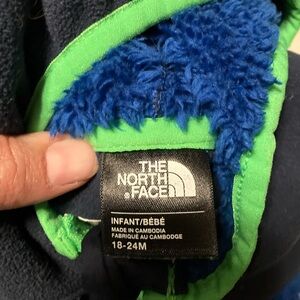 THE
NORTH
FACE
INFANT/BÉBÉ
MADE IN CAMBODIA
FABRIQUÉ AU CAMBODGE
18-24M